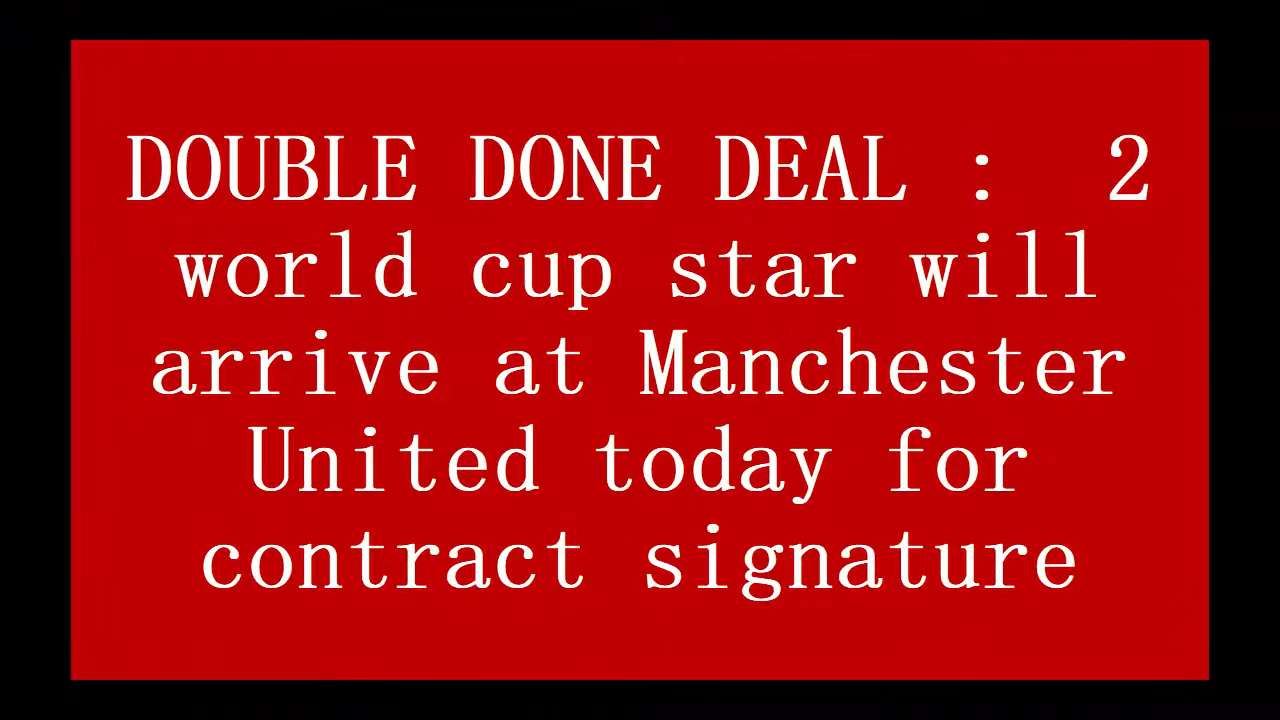 DOUBLE DONE DEAL :  2
world cup star will
arrive at Manchester
United today for
contract signature